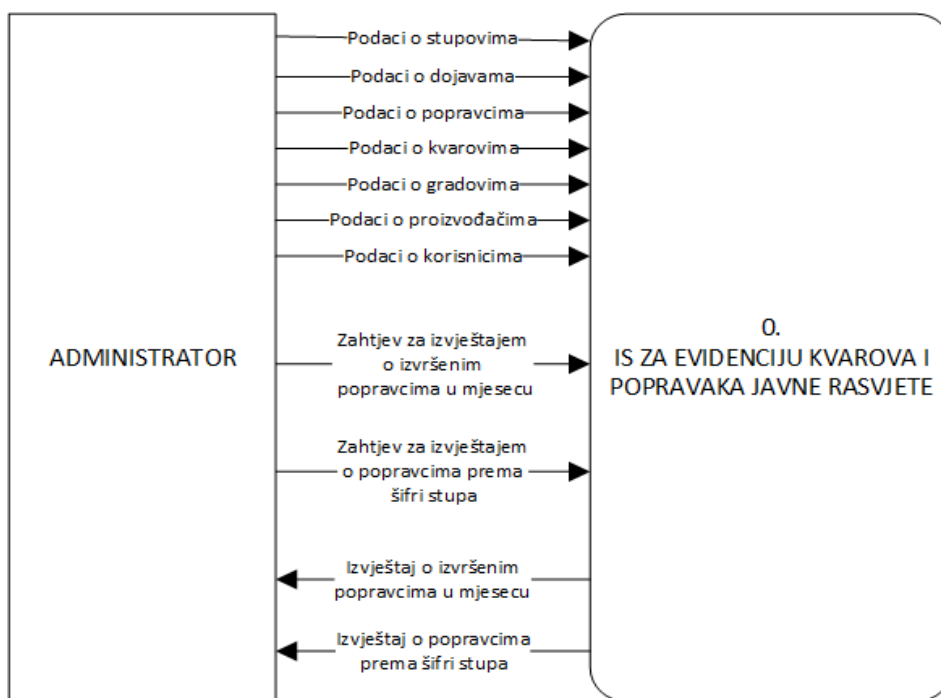 Podaci o stupovima
Podaci o dojavama
Podaci o popravcima
Podaci o kvarovima
Podaci o gradovima
Podaci o proizvođačima
Podaci o korisnicima
ADMINISTRATOR
Zahtjev za izvještajem
o izvršenim
popravcima u mjesecu
0.
IS ZA EVIDENCIJU KVAROVA I
POPRAVAKA JAVNE RASVJETE
Zahtjev za izvještajem
o popravcima prema
šifri stupa
Izvještaj o izvršenim
popravcima u mjesecu
Izvještaj o popravcima
prema šifri stupa